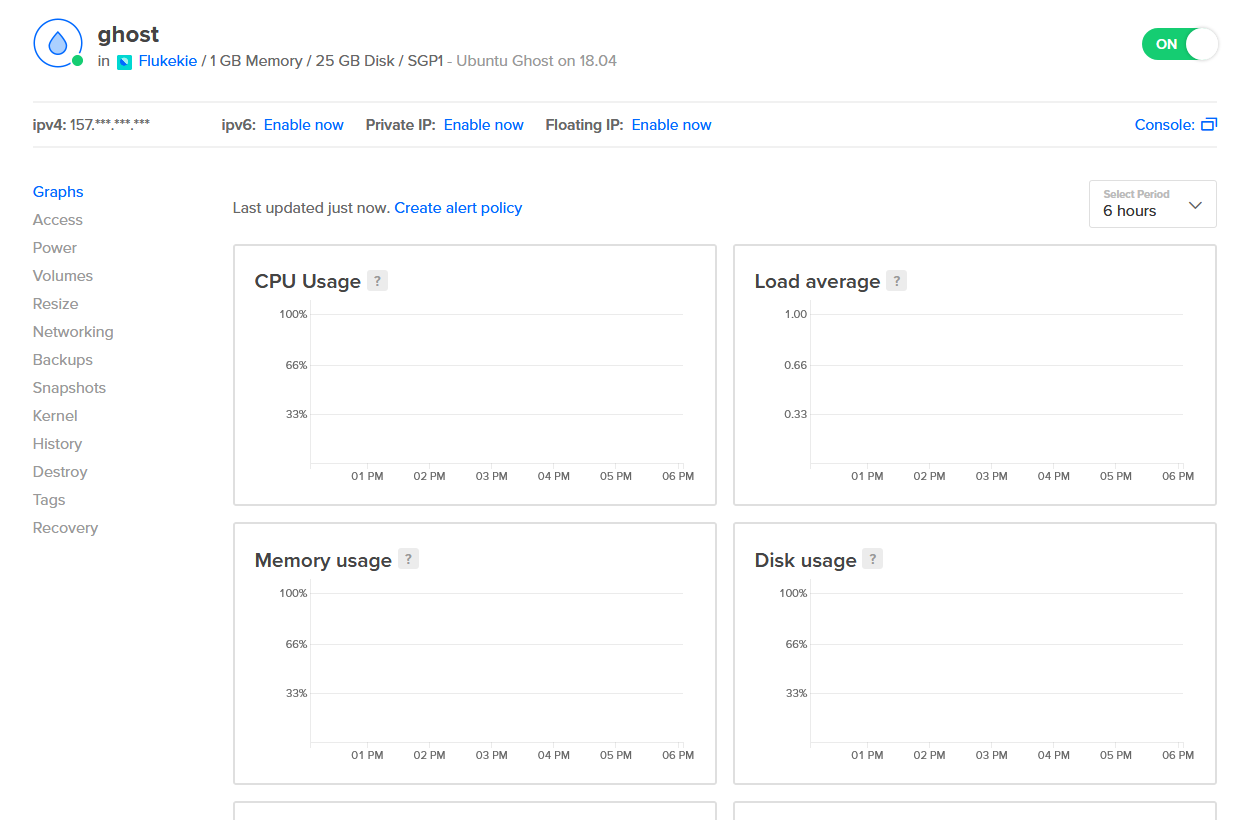 ghost
ON
in Flukekie / 1 GB Memory / 25 GB Disk / SGP1 - Ubuntu Ghost on 18.04
ipv4: 157.***.***.*** ipv6: Enable now Private IP: Enable now Floating IP: Enable now Console:
Graphs
Access
Power
Volumes
Resize
Networking
Backups
Snapshots
Kernel
History
Destroy
Tags
Recovery
Last updated just now. Create alert policy
Select Period
6 hours
CPU Usage ?
100%
66%
33%
01 PM 02 PM 03 PM 04 PM 05 PM 06 PM
Load average ?
1.00
0.66
0.33
01 PM 02 PM 03 PM 04 PM 05 PM 06 PM
Memory usage ?
100%
66%
33%
01 PM 02 PM 03 PM 04 PM 05 PM 06 PM
Disk usage ?
100%
66%
33%
01 PM 02 PM 03 PM 04 PM 05 PM 06 PM